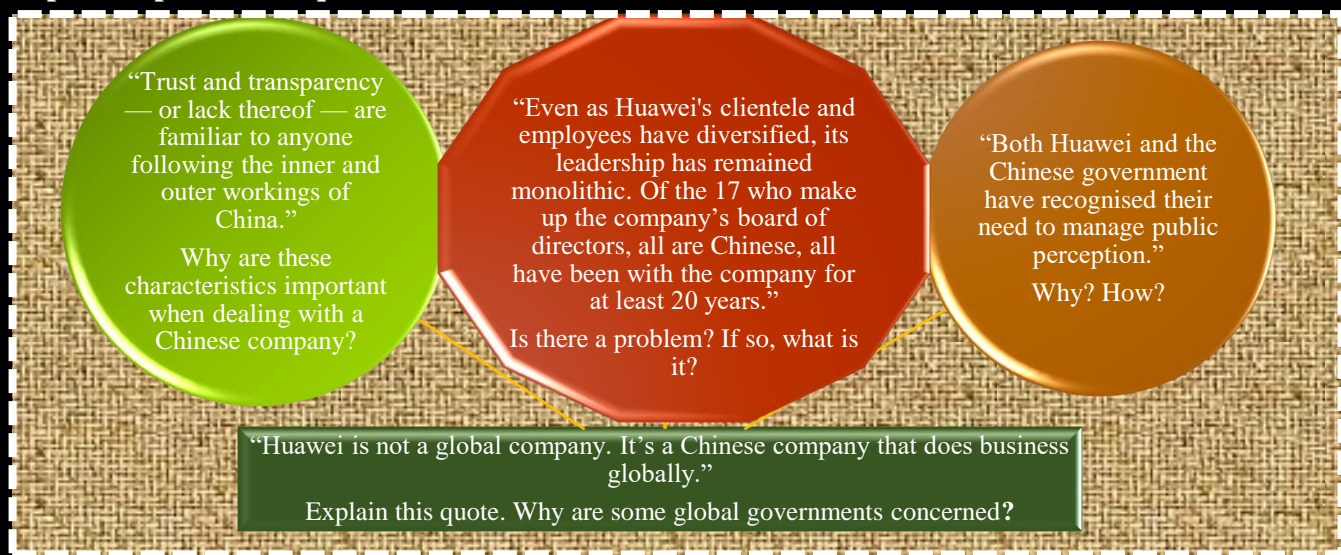 “Trust and transparency
— or lack thereof — are
familiar to anyone
following the inner and
outer workings of
China.”
Why are these
characteristics important
when dealing with a
Chinese company?
“Even as Huawei's clientele and
employees have diversified, its
leadership has remained
monolithic. Of the 17 who make
up the company’s board of
directors, all are Chinese, all
have been with the company for
at least 20 years.”
Is there a problem? If so, what is
it?
“Both Huawei and the
Chinese government
have recognised their
need to manage public
perception.”
Why? How?
“Huawei is not a global company. It’s a Chinese company that does business
globally.”
Explain this quote. Why are some global governments concerned?